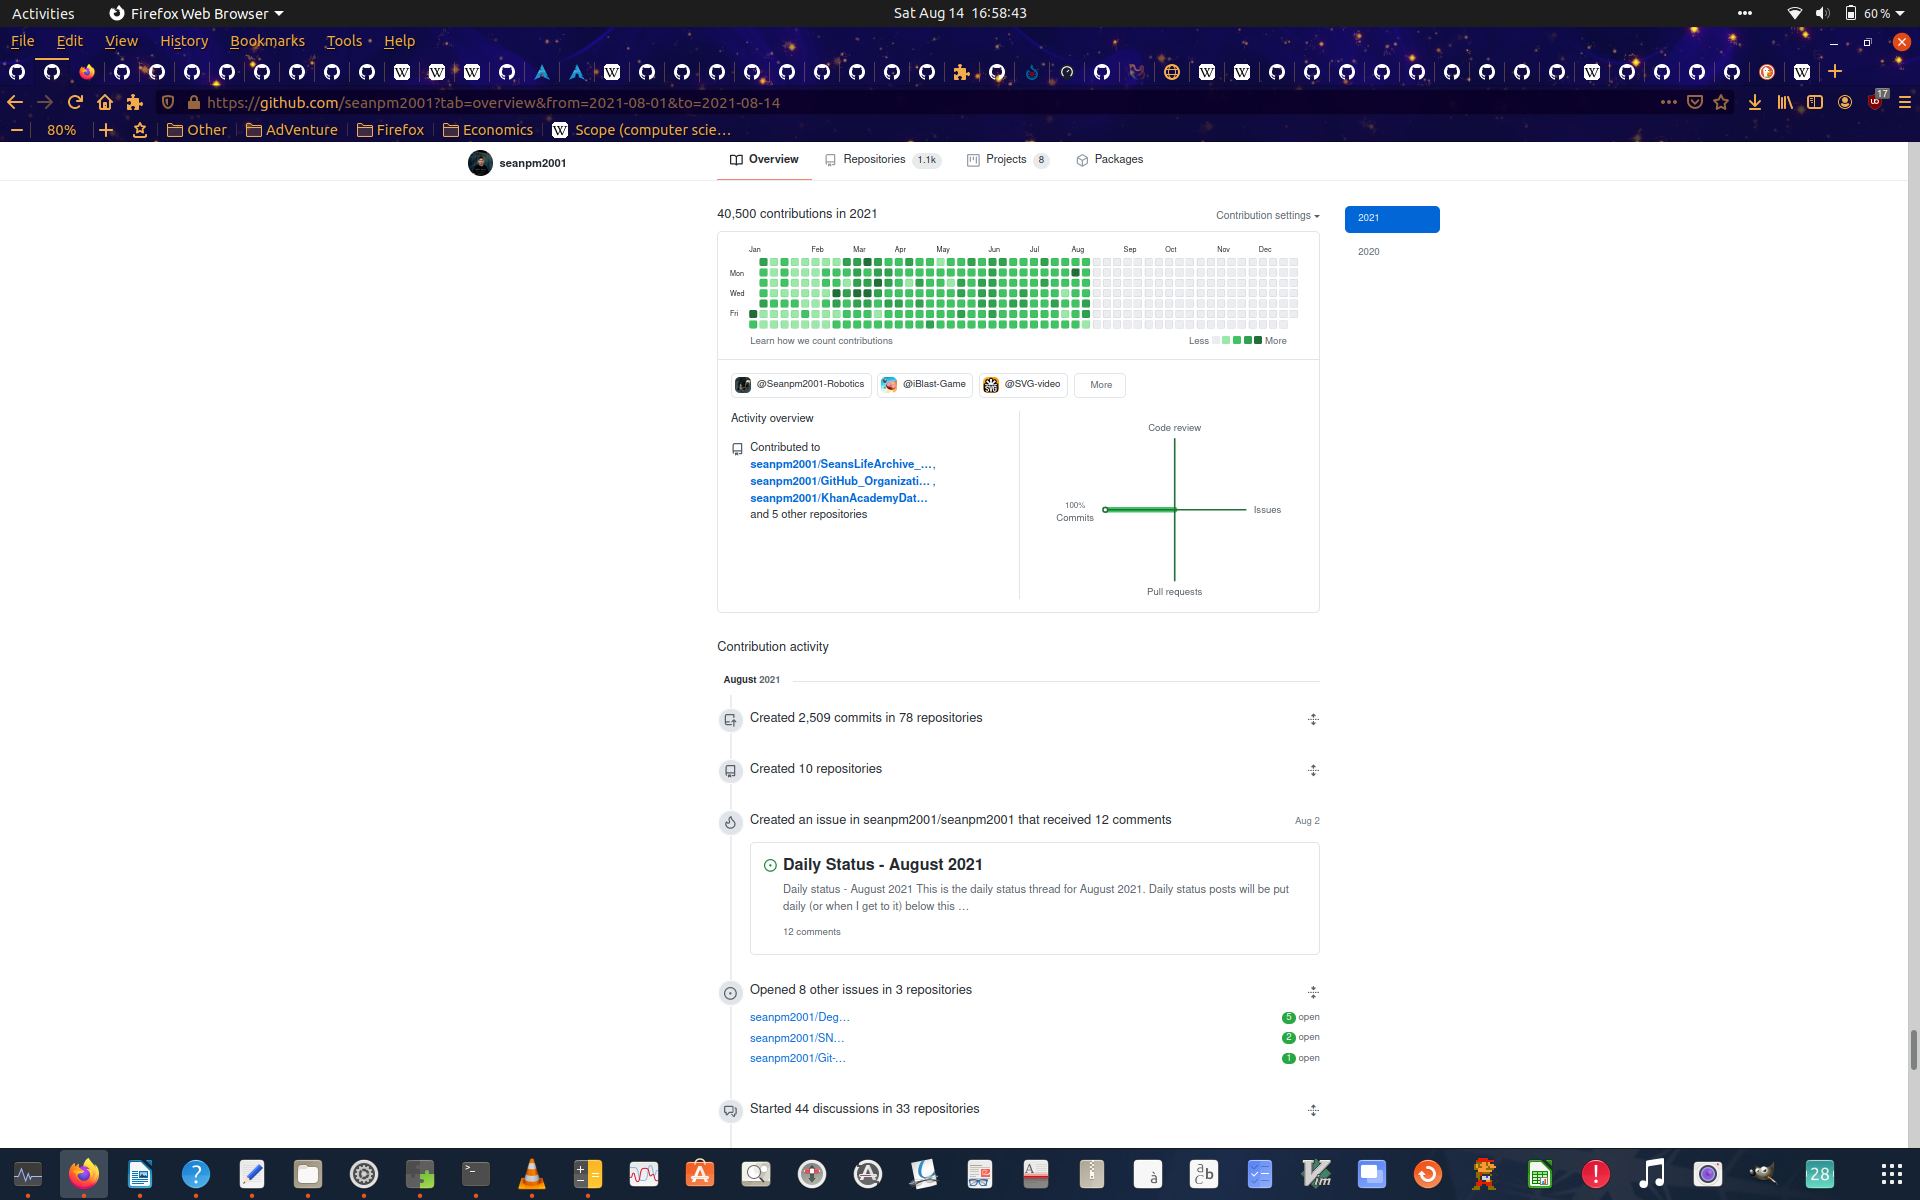 Activities
Firefox Web Browser
Sat Aug 14 16:58:43
60 %
File Edit View History Bookmarks Tools Help
https://github.com/seanpm2001?tab=overview&from=2021-08-01&to=2021-08-14
17
80%
Other
AdVenture
Firefox
Economics
W Scope (computer scie…
seanpm2001
Overview
Repositories 1.1k
Projects 8
Packages
40,500 contributions in 2021
Contribution settings
2021
2020
Jan Feb Mar Apr May Jun Jul Aug Sep Oct Nov Dec
Mon
Wed
Fri
Learn how we count contributions
Less More
@Seanpm2001-Robotics
@iBlast-Game
@SVG-video
More
Activity overview
Contributed to
seanpm2001/SeansLifeArchive_… ,
seanpm2001/GitHub_Organizati… ,
seanpm2001/KhanAcademyDat…
and 5 other repositories
Code review
100%
Commits
Issues
Pull requests
Contribution activity
August 2021
Created 2,509 commits in 78 repositories
Created 10 repositories
Created an issue in seanpm2001/seanpm2001 that received 12 comments
Aug 2
Daily Status - August 2021
Daily status - August 2021 This is the daily status thread for August 2021. Daily status posts will be put
daily (or when I get to it) below this …
12 comments
Opened 8 other issues in 3 repositories
seanpm2001/Deg…
5 open
seanpm2001/SN…
2 open
seanpm2001/Git-…
1 open
Started 44 discussions in 33 repositories
28